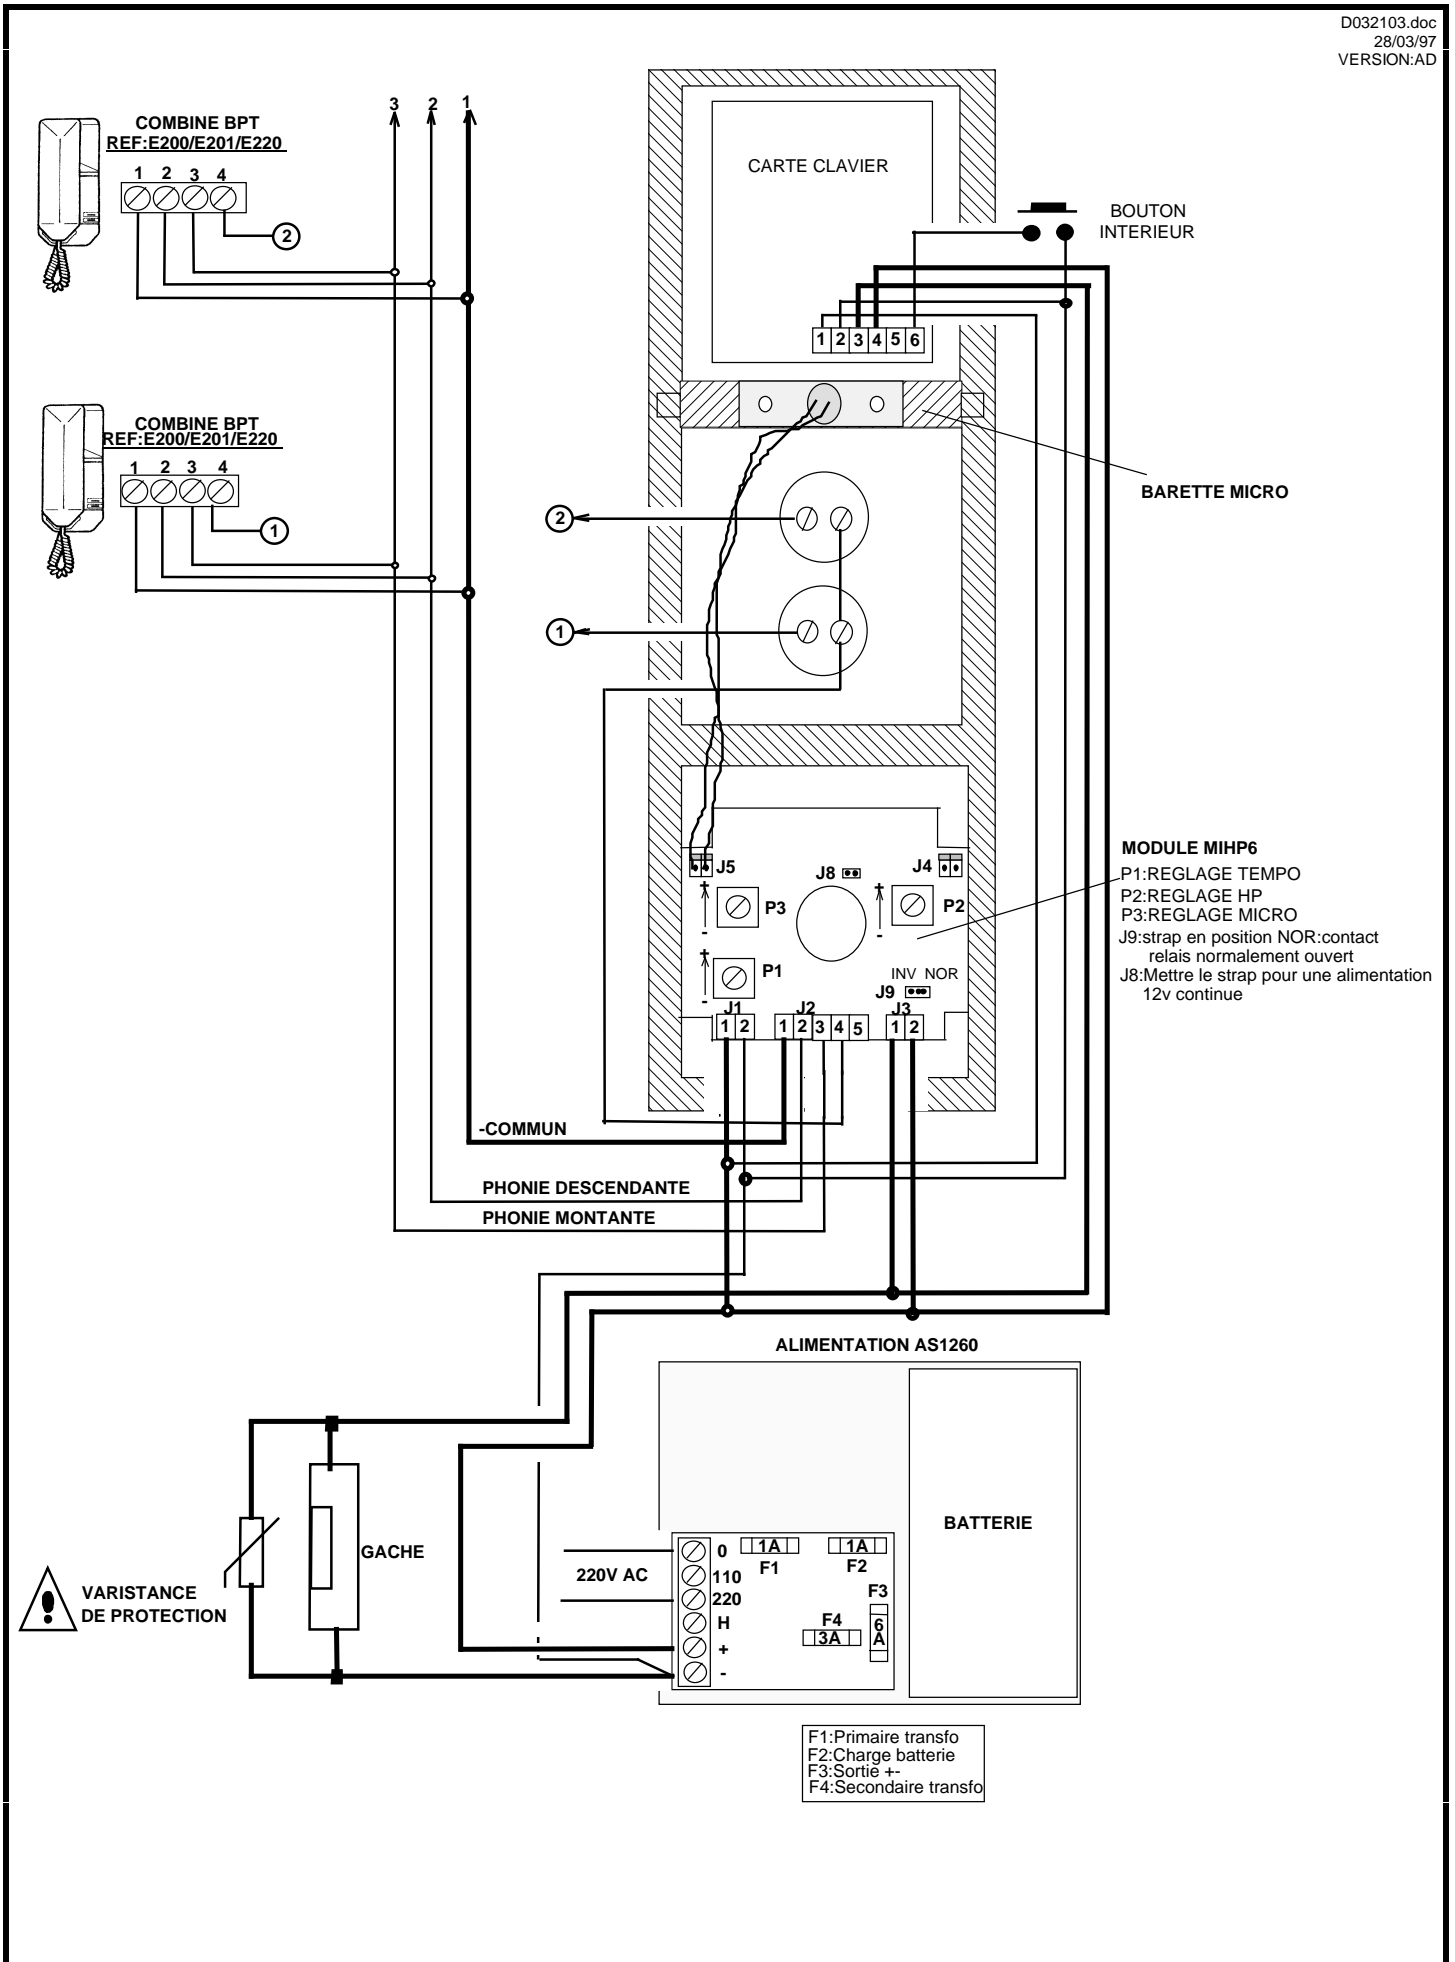 D032103.doc
28/03/97
VERSION:AD
3 2 1
COMBINE BPT
REF:E200/E201/E220
1 2 3 4
2
CARTE CLAVIER
BOUTON
INTERIEUR
1 2 3 4 5 6
COMBINE BPT
REF:E200/E201/E220
1 2 3 4
1
BARETTE MICRO
2
1
MODULE MIHP6
P1:REGLAGE TEMPO
P2:REGLAGE HP
P3:REGLAGE MICRO
J9:strap en position NOR:contact
relais normalement ouvert
J8:Mettre le strap pour une alimentation
12v continue
J5
J8
J4
+
-
P3
+
-
P2
+
-
P1
INV NOR
J9
J1
J2
J3
1 2
1 2 3 4 5
1 2
-COMMUN
PHONIE DESCENDANTE
PHONIE MONTANTE
ALIMENTATION AS1260
BATTERIE
GACHE
VARISTANCE
DE PROTECTION
220V AC
0
110
220
H
+
-
1A
F1
1A
F2
F3
6
A
F4
3A
F1:Primaire transfo
F2:Charge batterie
F3:Sortie +-
F4:Secondaire transfo